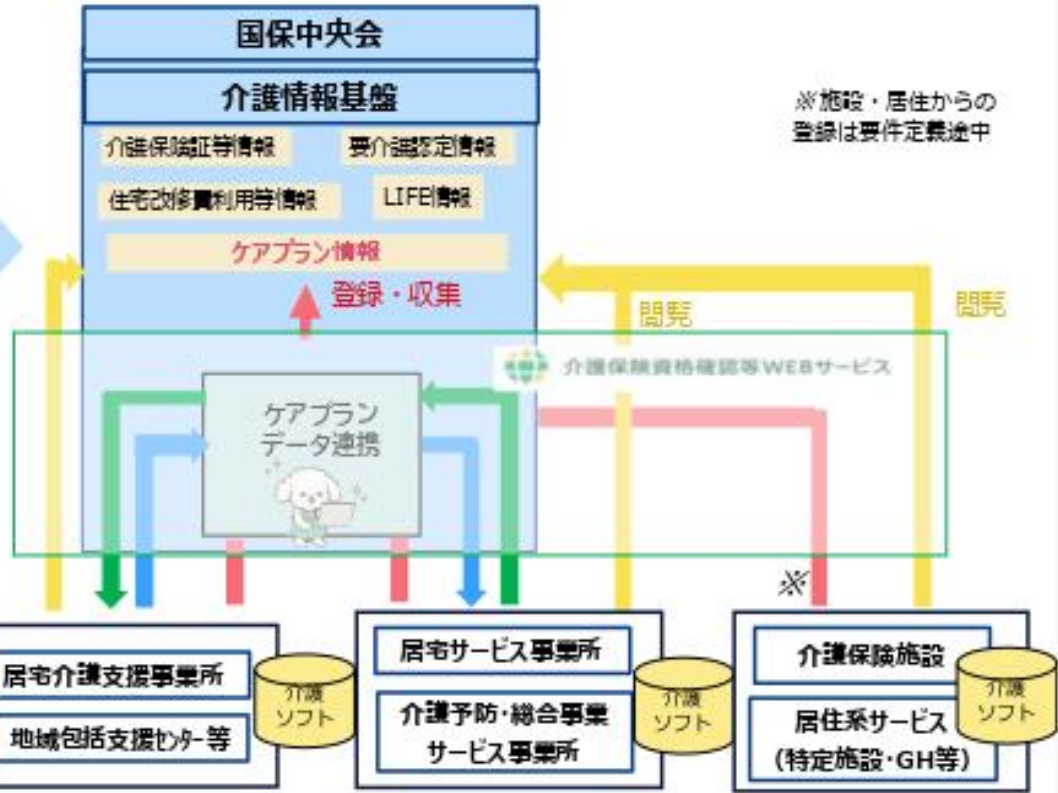 国保中央会
介護情報基盤
※施設・居住からの
登録は要件定義途中
介護保険証等情報
要介護認定情報
住宅改修費利用等情報
LIFE情報
ケアプラン情報
登録・収集
閲覧
閲覧
介護保険資格確認等WEBサービス
ケアプラン
データ連携
※
居宅介護支援事業所
地域包括支援センター等
介護
ソフト
居宅サービス事業所
介護予防・総合事業
サービス事業所
介護
ソフト
介護保険施設
居住系サービス
(特定施設・GH等)
介護
ソフト